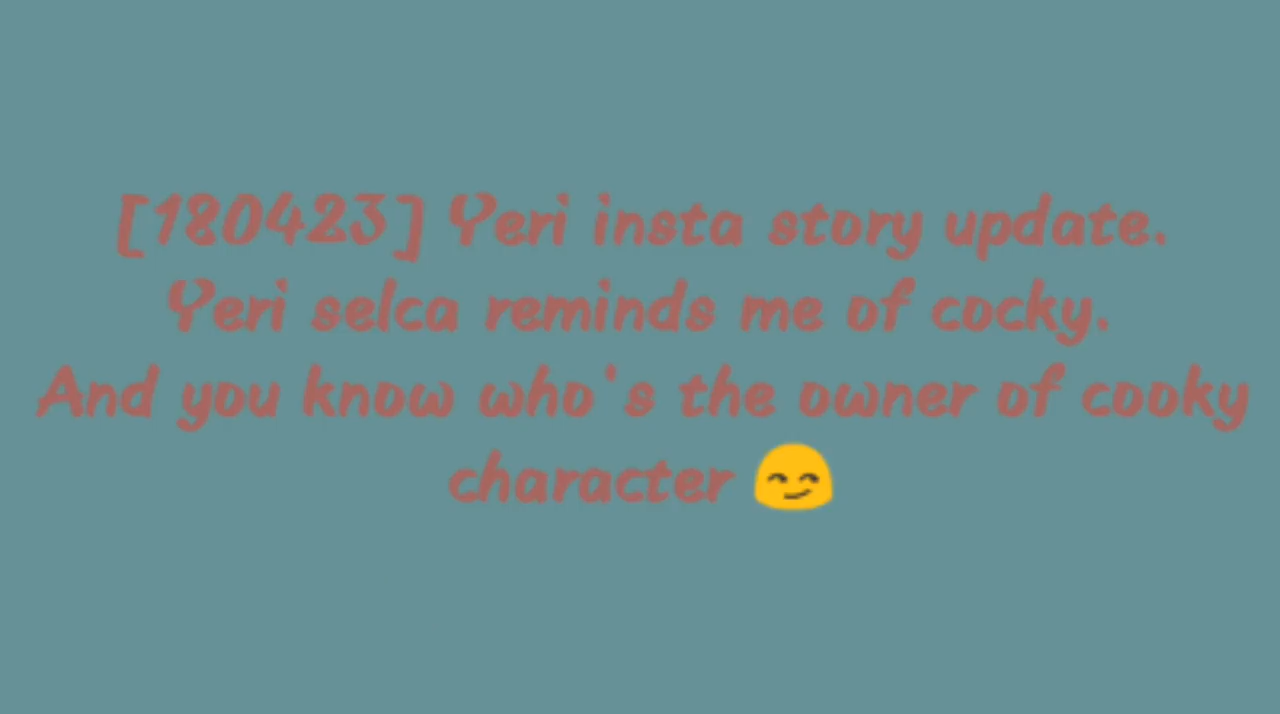 [180423] Yeri insta story update.
Yeri selca reminds me of cocky.
And you know who's the owner of cooky
character 😏